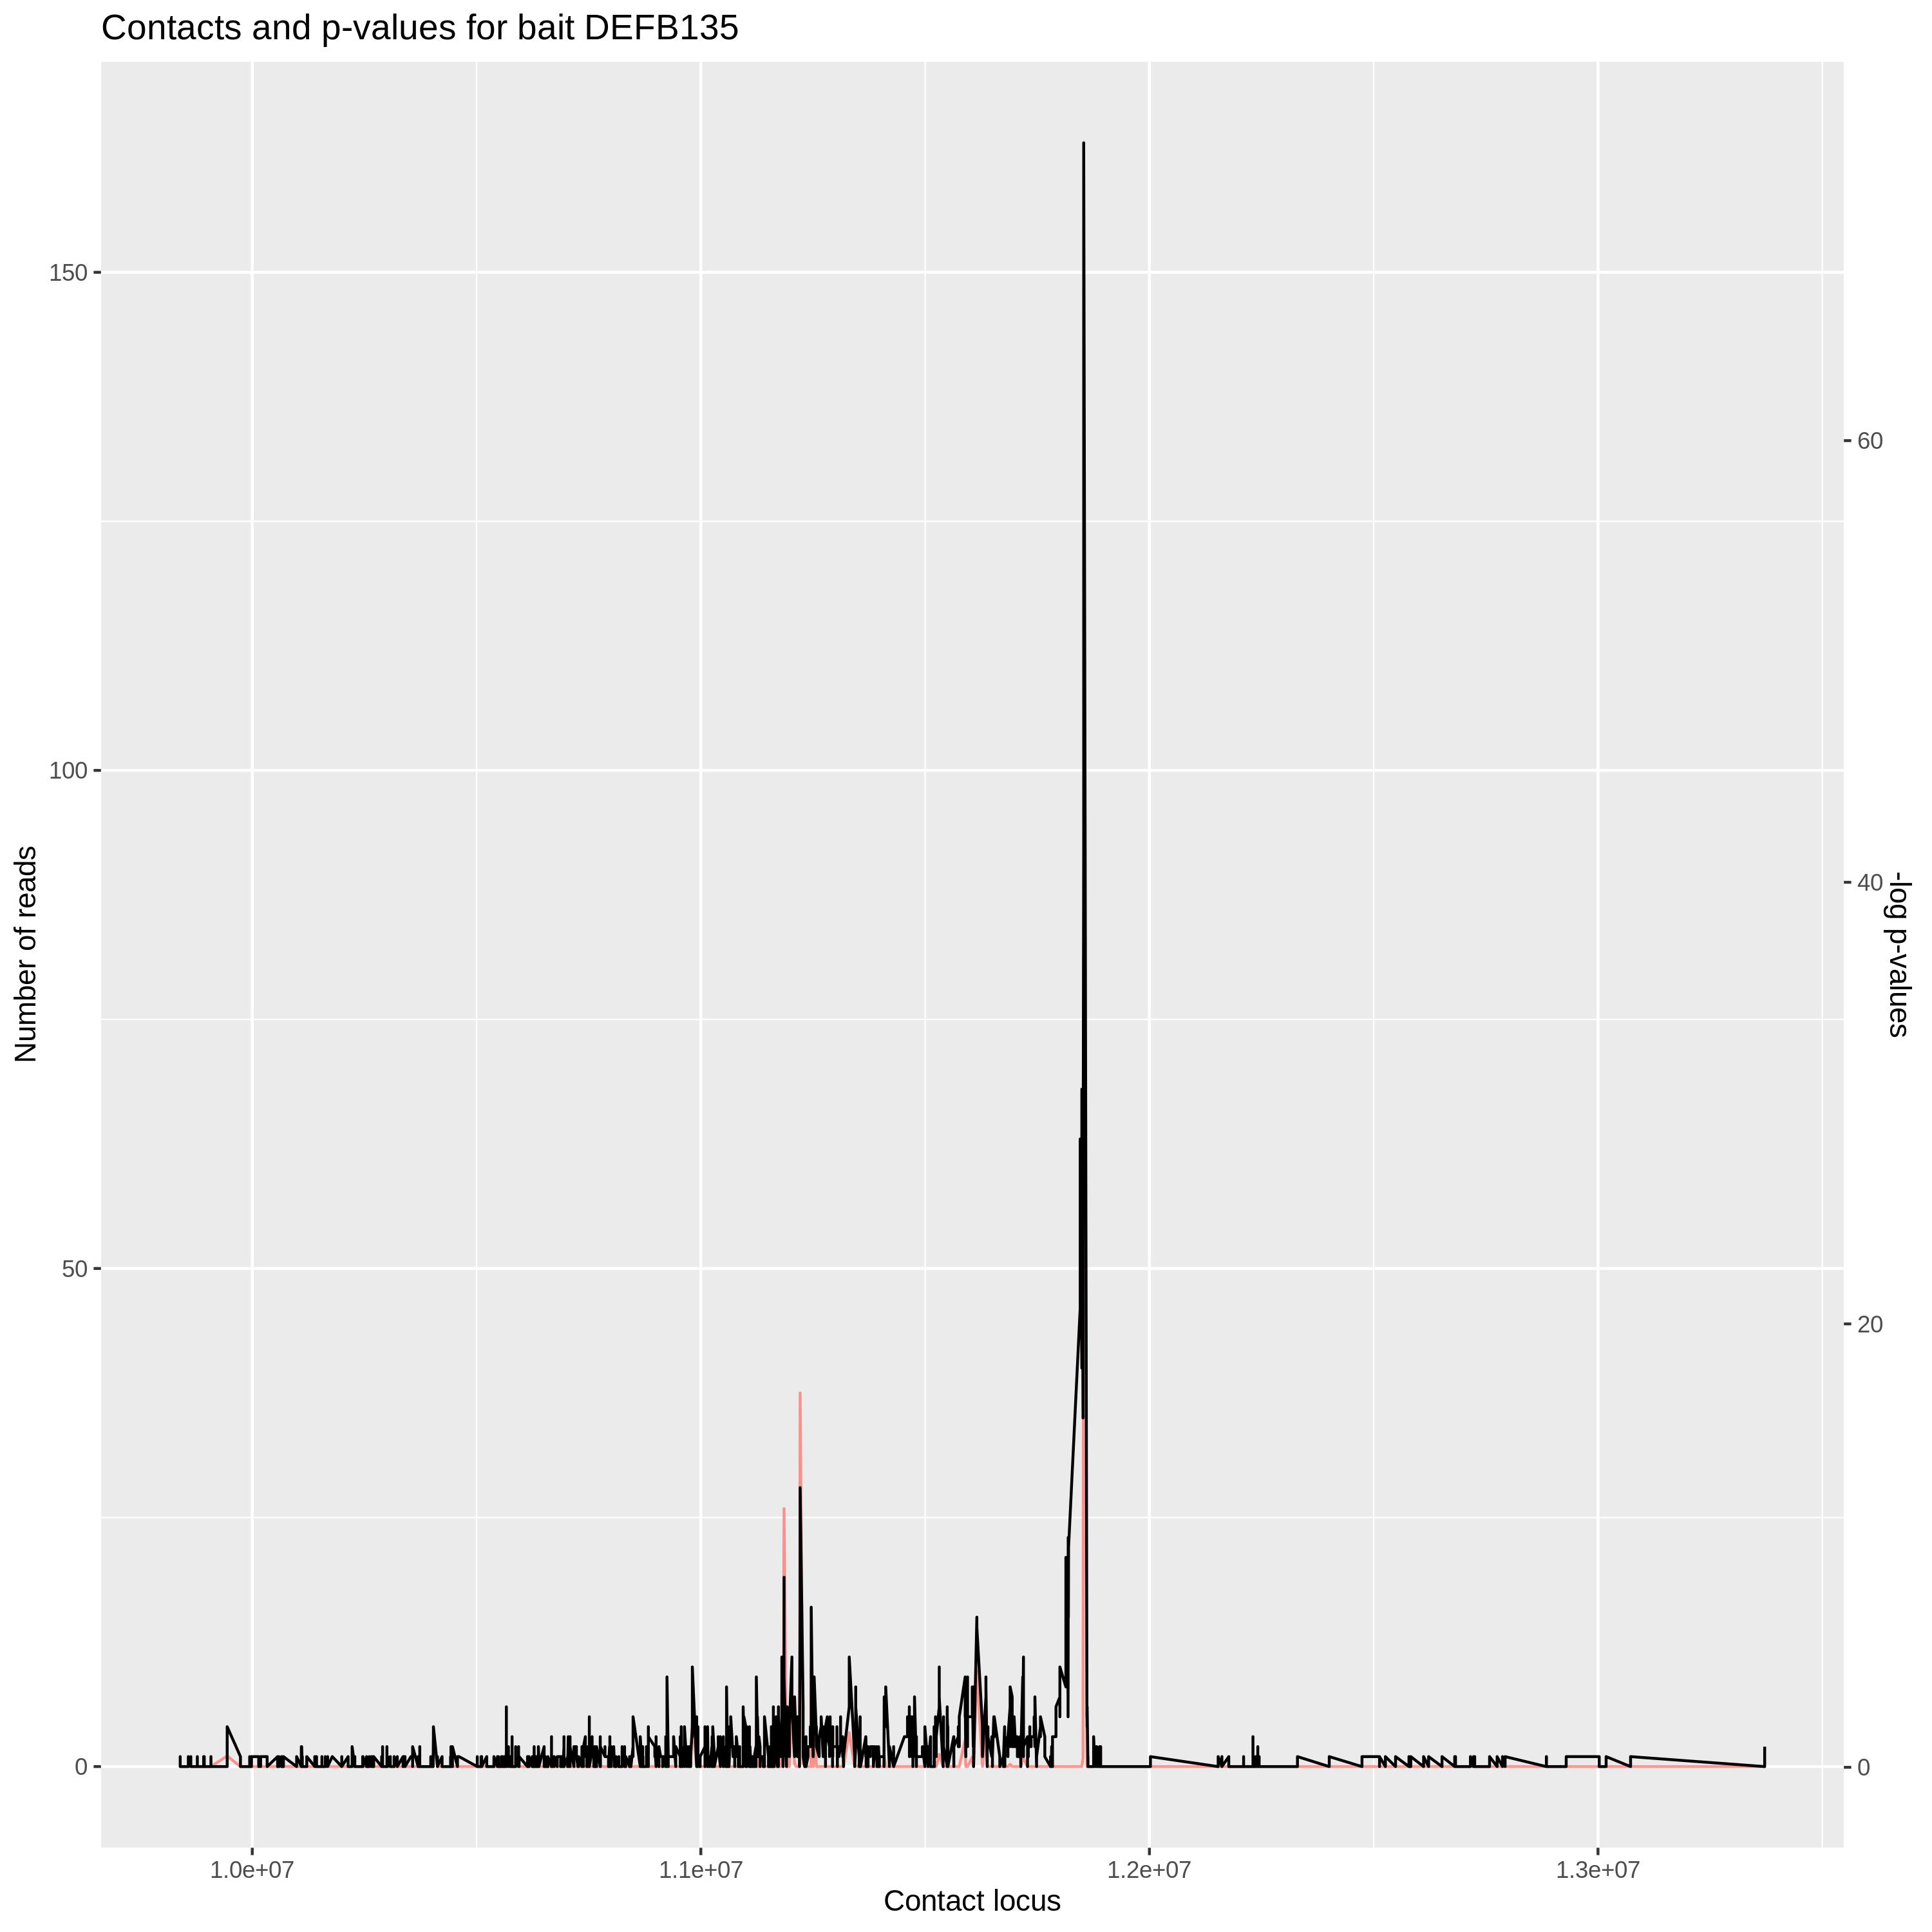 Contacts and p-values for bait DEFB135
150
100
50
0
Number of reads
60
40
20
0
-log p-values
1.0e+07
1.1e+07
1.2e+07
1.3e+07
Contact locus